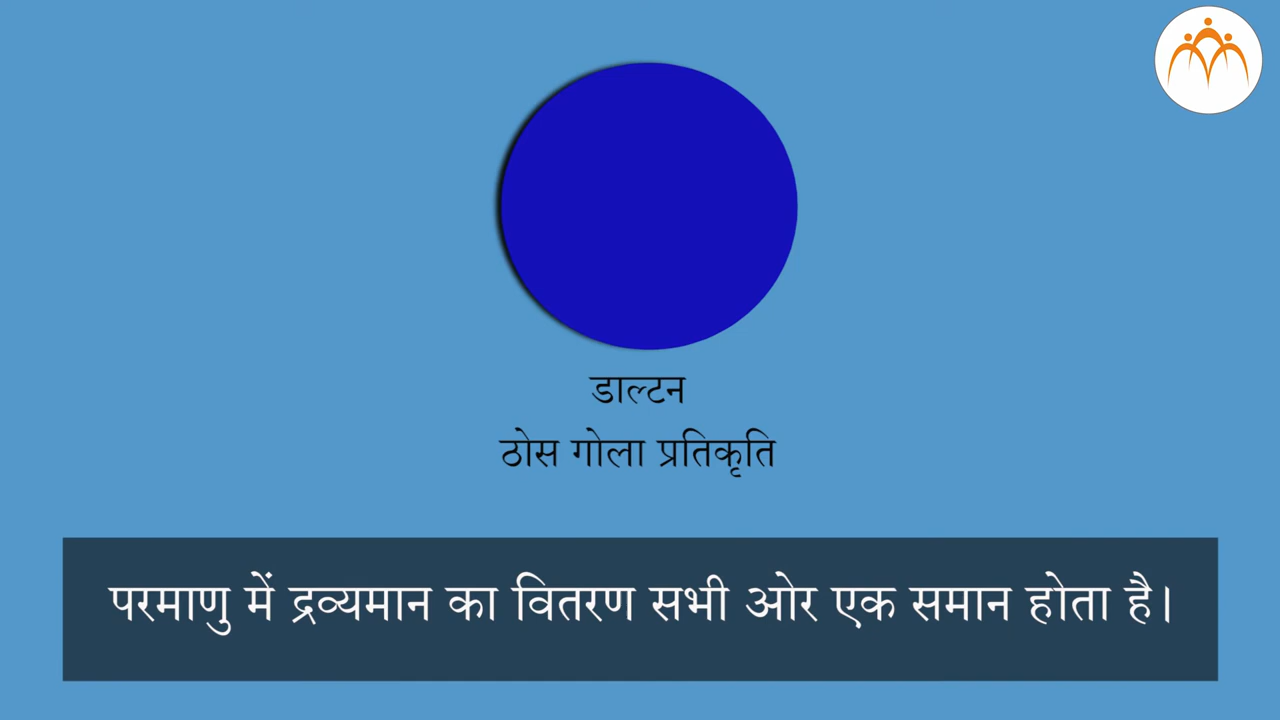 डाल्टन
ठोस गोला प्रतिकृति
परमाणु में द्रव्यमान का वितरण सभी ओर एक समान होता है।